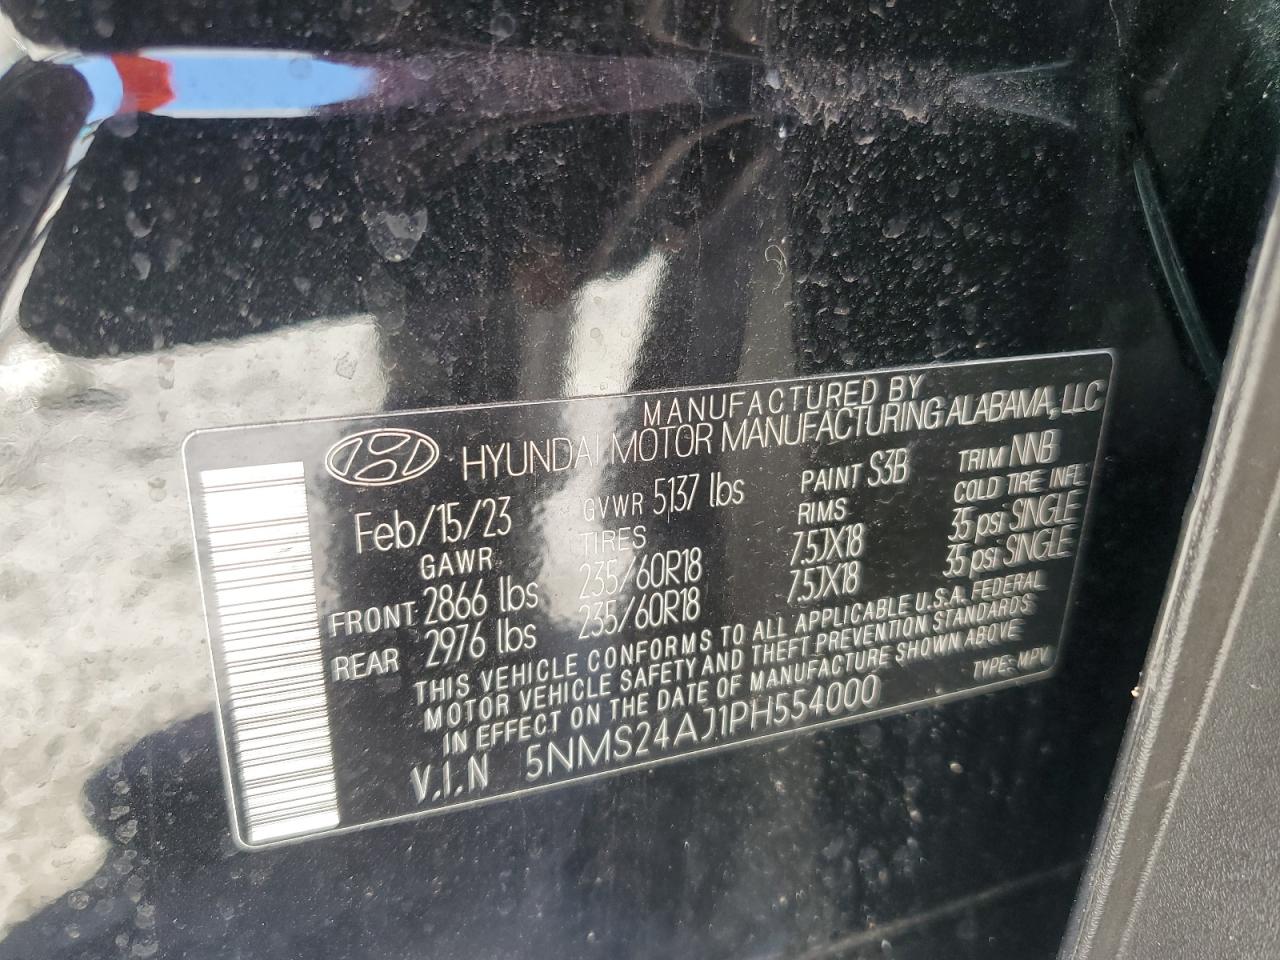 MANUFACTURED BY
HYUNDAI MOTOR MANUFACTURING ALABAMA, LLC
Feb/15/23 GVWR 5137 lbs PAINT S3B TRIM NNB
GAWR TIRES RIMS COLD TIRE INFL
FRONT 2866 lbs 235/60R18 7.5JX18 35 psi SINGLE
REAR 2976 lbs 235/60R18 7.5JX18 35 psi SINGLE
THIS VEHICLE CONFORMS TO ALL APPLICABLE U.S.A. FEDERAL
MOTOR VEHICLE SAFETY AND THEFT PREVENTION STANDARDS
IN EFFECT ON THE DATE OF MANUFACTURE SHOWN ABOVE
V.I.N 5NMS24AJ1PH554000 TYPE: MPV